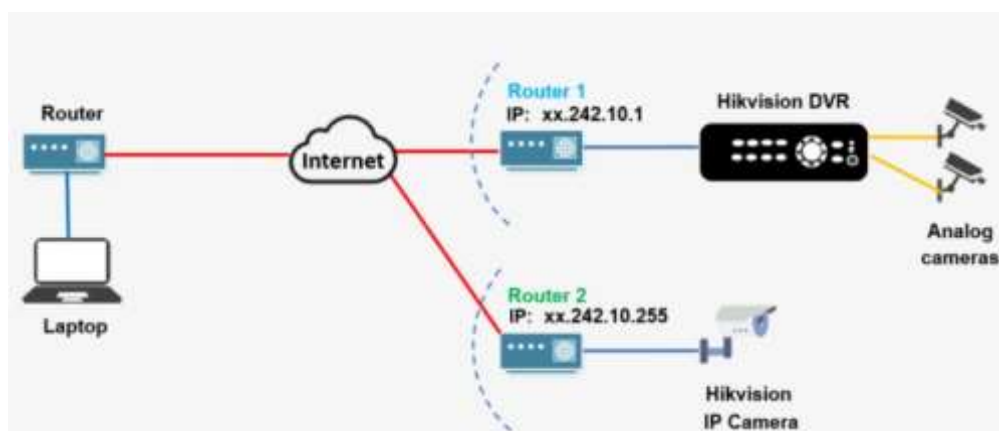 Router
Internet
Router 1
IP: xx.242.10.1
Hikvision DVR
Analog
cameras
Laptop
Router 2
IP: xx.242.10.255
Hikvision
IP Camera